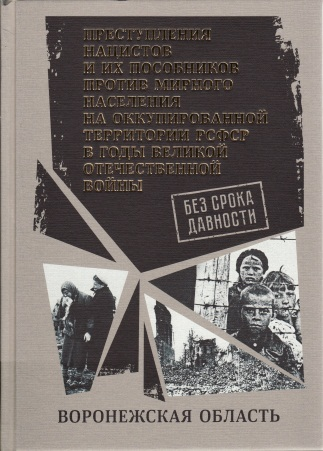 ПРЕСТУПЛЕНИЯ
НАЦИСТОВ
И ИХ ПОСОБНИКОВ
ПРОТИВ МИРНОГО
НАСЕЛЕНИЯ
НА ОККУПИРОВАННОЙ
ТЕРРИТОРИИ РСФСР
В ГОДЫ ВЕЛИКОЙ
ОТЕЧЕСТВЕННОЙ
ВОЙНЫ
БЕЗ СРОКА
ДАВНОСТИ
ВОРОНЕЖСКАЯ ОБЛАСТЬ